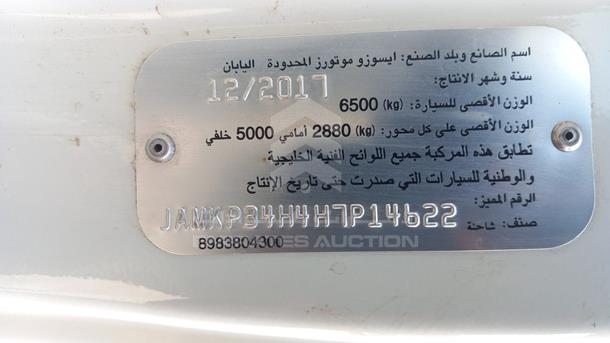 اسم الصانع وبلد الصنع: ايسوزو موتورز المحدودة اليابان
سنة وشهر الانتاج:
12/2017
الوزن الأقصى للسيارة: (kg) 6500
الوزن الأقصى على كل محور: (kg) 2880 أمامي 5000 خلفي
تطابق هذه المركبة جميع اللوائح الفنية الخليجية
والوطنية للسيارات التي صدرت حتى تاريخ الإنتاج
الرقم المميز:
JAMKP34H4H7P14622
صنف: شاحنة
8983804300
AUCTION